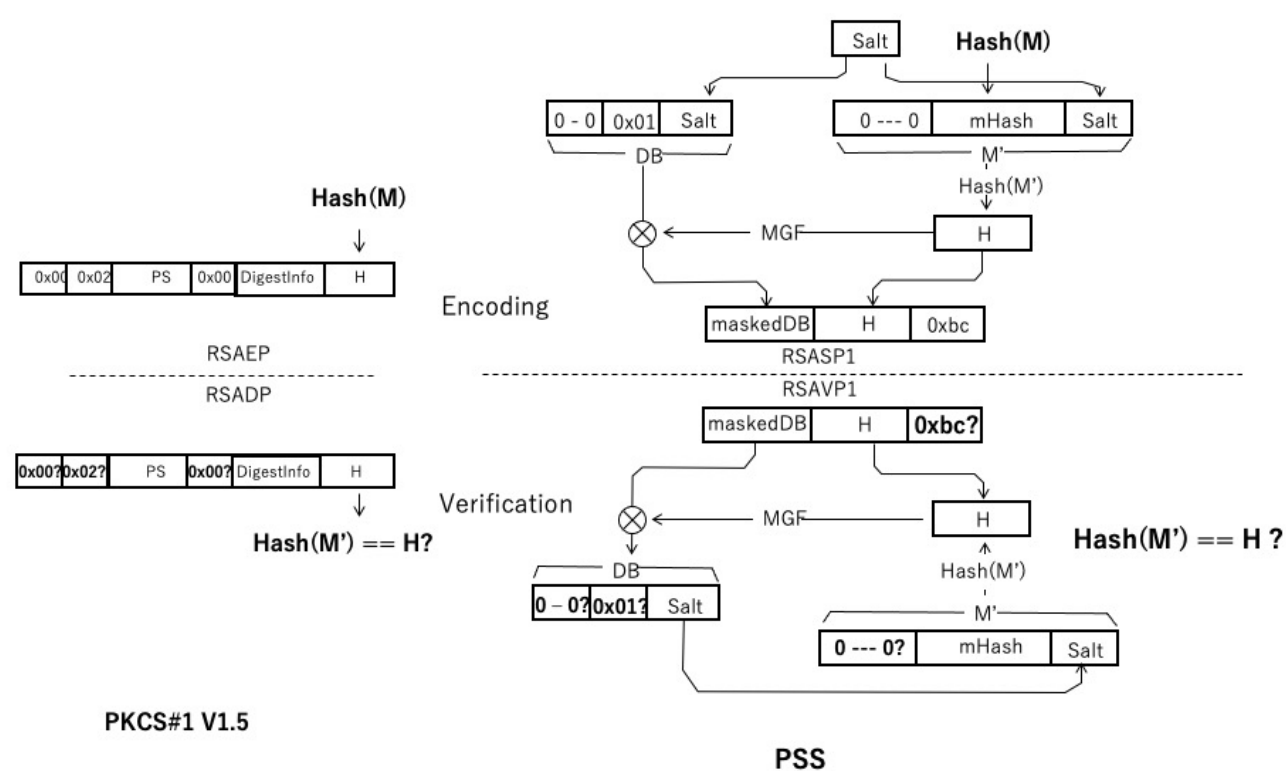 Salt
Hash(M)
0 - 0 0x01 Salt
0 --- 0 mHash Salt
DB
M'
Hash(M')
Hash(M)
MGF
H
0x00 0x02 PS 0x00 DigestInfo H
Encoding
maskedDB H 0xbc
RSAEP
RSASP1
RSADP
RSAVP1
maskedDB H 0xbc?
0x00? 0x02? PS 0x00? DigestInfo H
Verification
MGF
H
Hash(M') == H?
Hash(M') == H ?
DB
Hash(M')
0 – 0? 0x01? Salt
M'
0 --- 0? mHash Salt
PKCS#1 V1.5
PSS